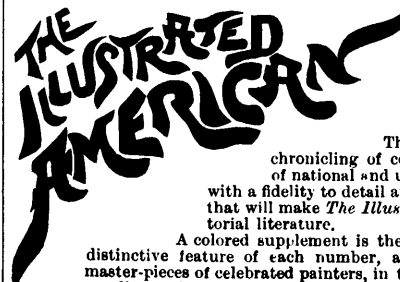 THE
ILLUSTRATED
AMERICAN
Th
chronicling of c
of national and u
with a fidelity to detail a
that will make The Illus
torial literature.
A colored supplement is the
distinctive feature of each number, a
master-pieces of celebrated painters, in t